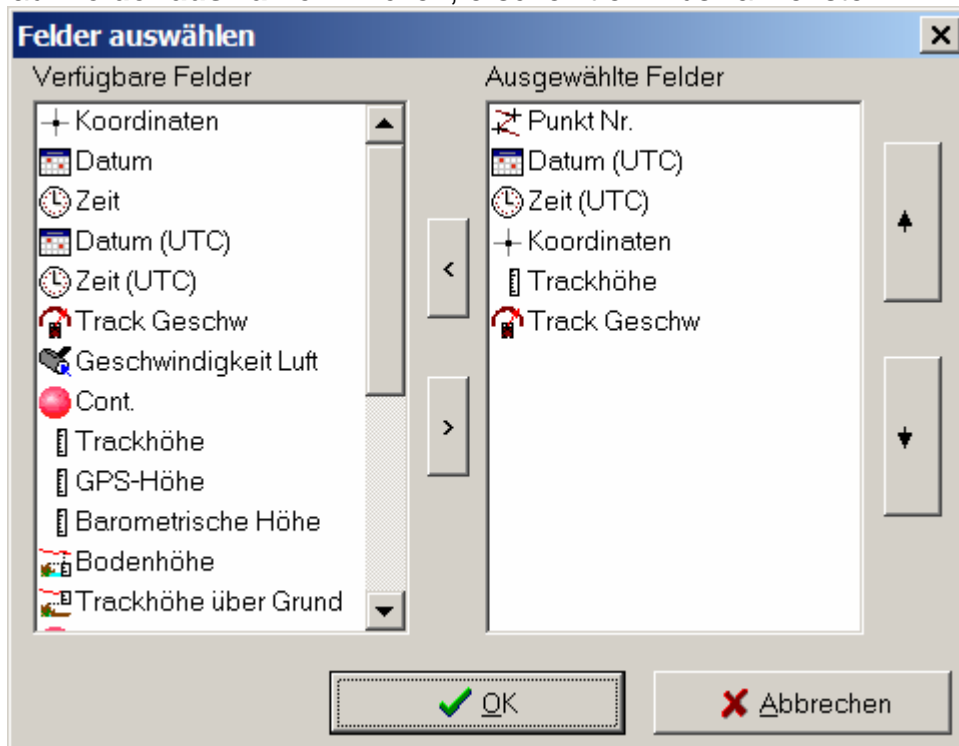 Felder auswählen
Verfügbare Felder
Koordinaten
Datum
Zeit
Datum (UTC)
Zeit (UTC)
Track Geschw
Geschwindigkeit Luft
Cont.
Trackhöhe
GPS-Höhe
Barometrische Höhe
Bodenhöhe
Trackhöhe über Grund
<
>
Ausgewählte Felder
Punkt Nr.
Datum (UTC)
Zeit (UTC)
Koordinaten
Trackhöhe
Track Geschw
OK
Abbrechen